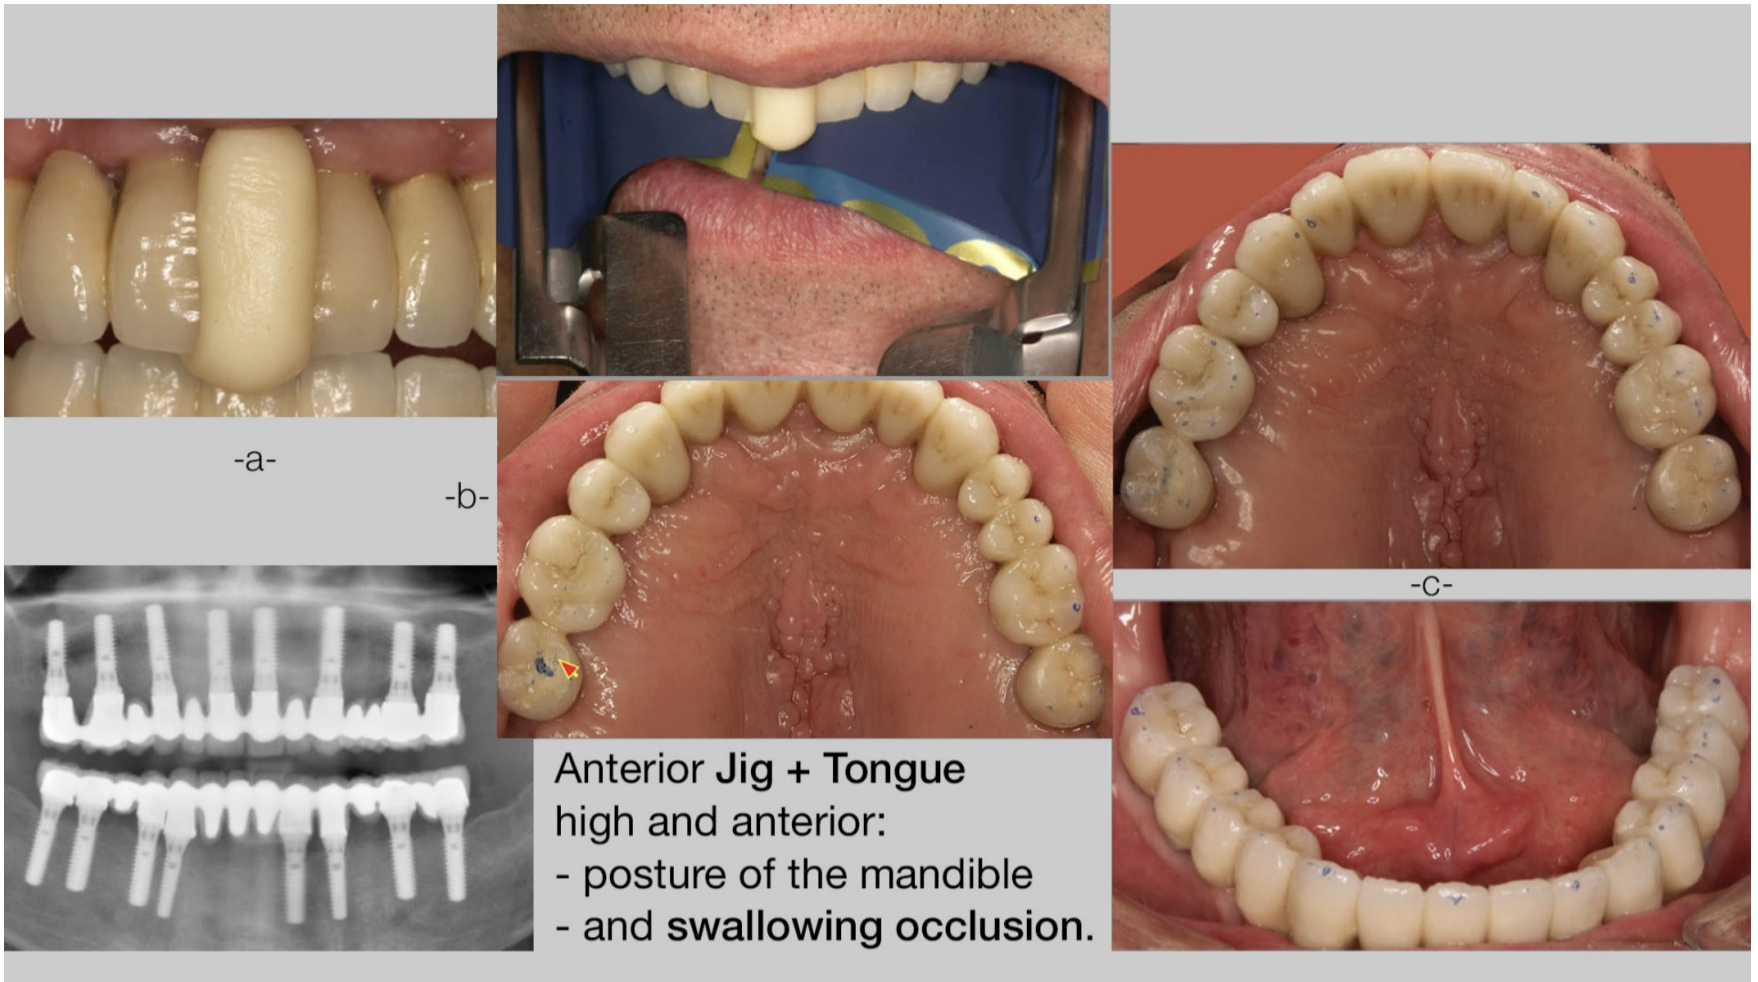 -a-
-b-
-c-
Anterior Jig + Tongue
high and anterior:
- posture of the mandible
- and swallowing occlusion.